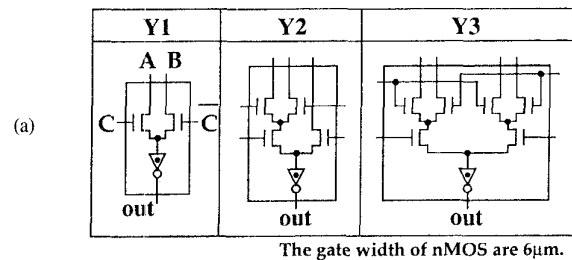 Y1 Y2 Y3
A B
(a)
C C̅
out out out
The gate width of nMOS are 6μm.